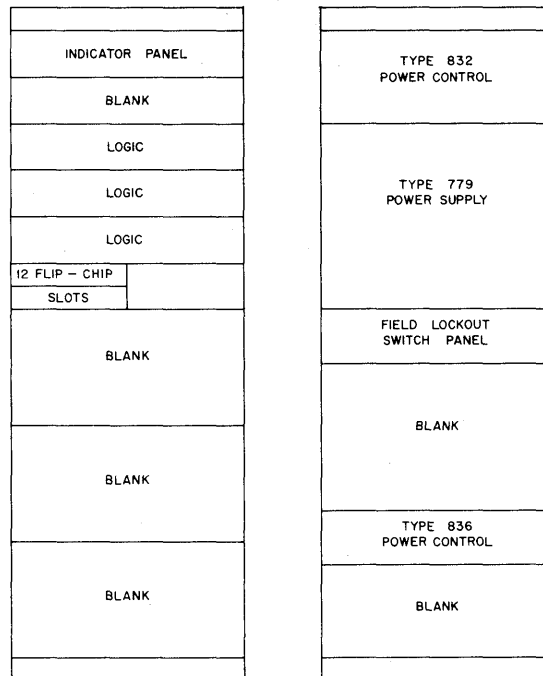 INDICATOR PANEL
BLANK
LOGIC
LOGIC
LOGIC
12 FLIP – CHIP
SLOTS
BLANK
BLANK
BLANK
TYPE 832
POWER CONTROL
TYPE 779
POWER SUPPLY
FIELD LOCKOUT
SWITCH PANEL
BLANK
TYPE 836
POWER CONTROL
BLANK